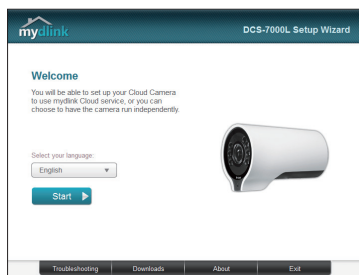 mydlink
DCS-7000L Setup Wizard
Welcome
You will be able to set up your Cloud Camera
to use mydlink Cloud service, or you can
choose to have the camera run independently.
Select your language:
English
Start
Troubleshooting Downloads About Exit